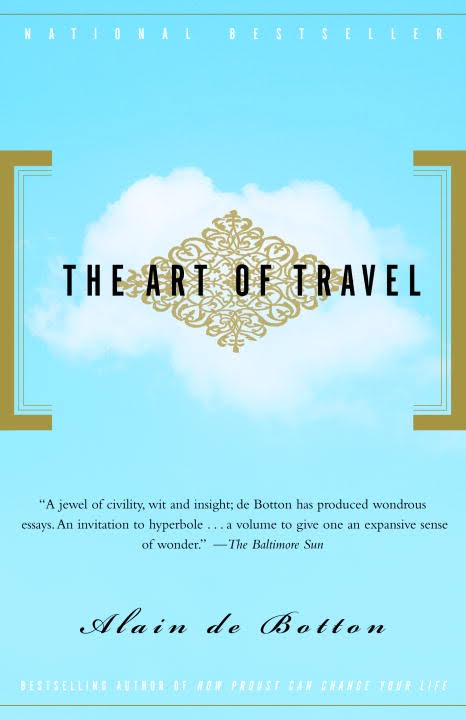 NATIONAL BESTSELLER
THE ART OF TRAVEL
“A jewel of civility, wit and insight; de Botton has produced wondrous
essays. An invitation to hyperbole . . . a volume to give one an expansive sense
of wonder.” —The Baltimore Sun
Alain de Botton
BESTSELLING AUTHOR OF HOW PROUST CAN CHANGE YOUR LIFE